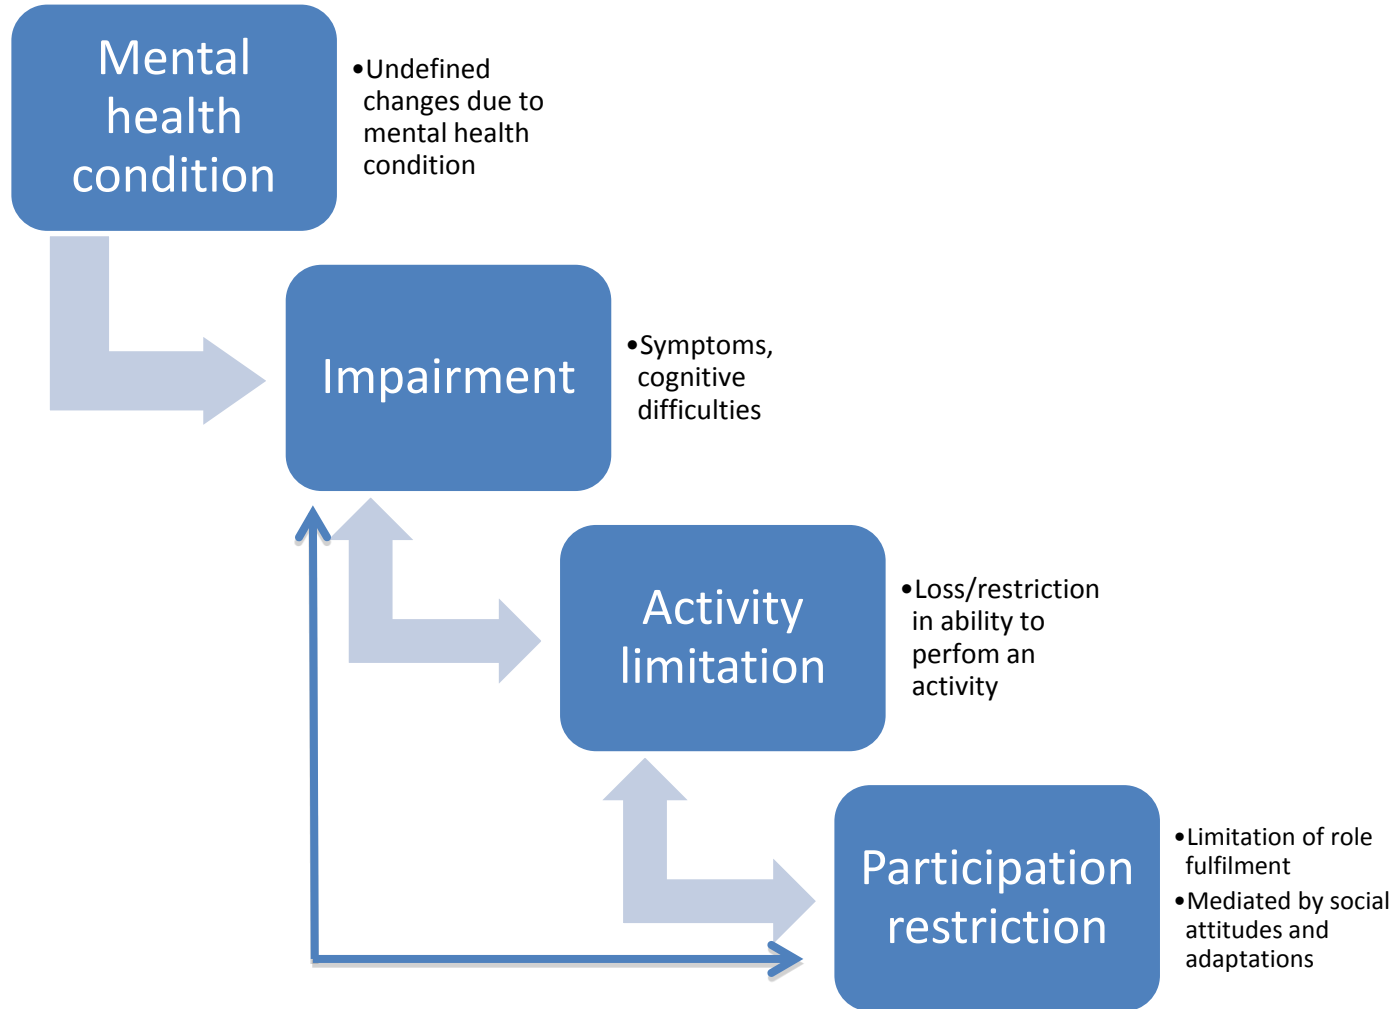 Mental
health
condition
•Undefined
changes due to
mental health
condition
Impairment
•Symptoms,
cognitive
difficulties
Activity
limitation
•Loss/restriction
in ability to
perfom an
activity
Participation
restriction
•Limitation of role
fulfilment
•Mediated by social
attitudes and
adaptations